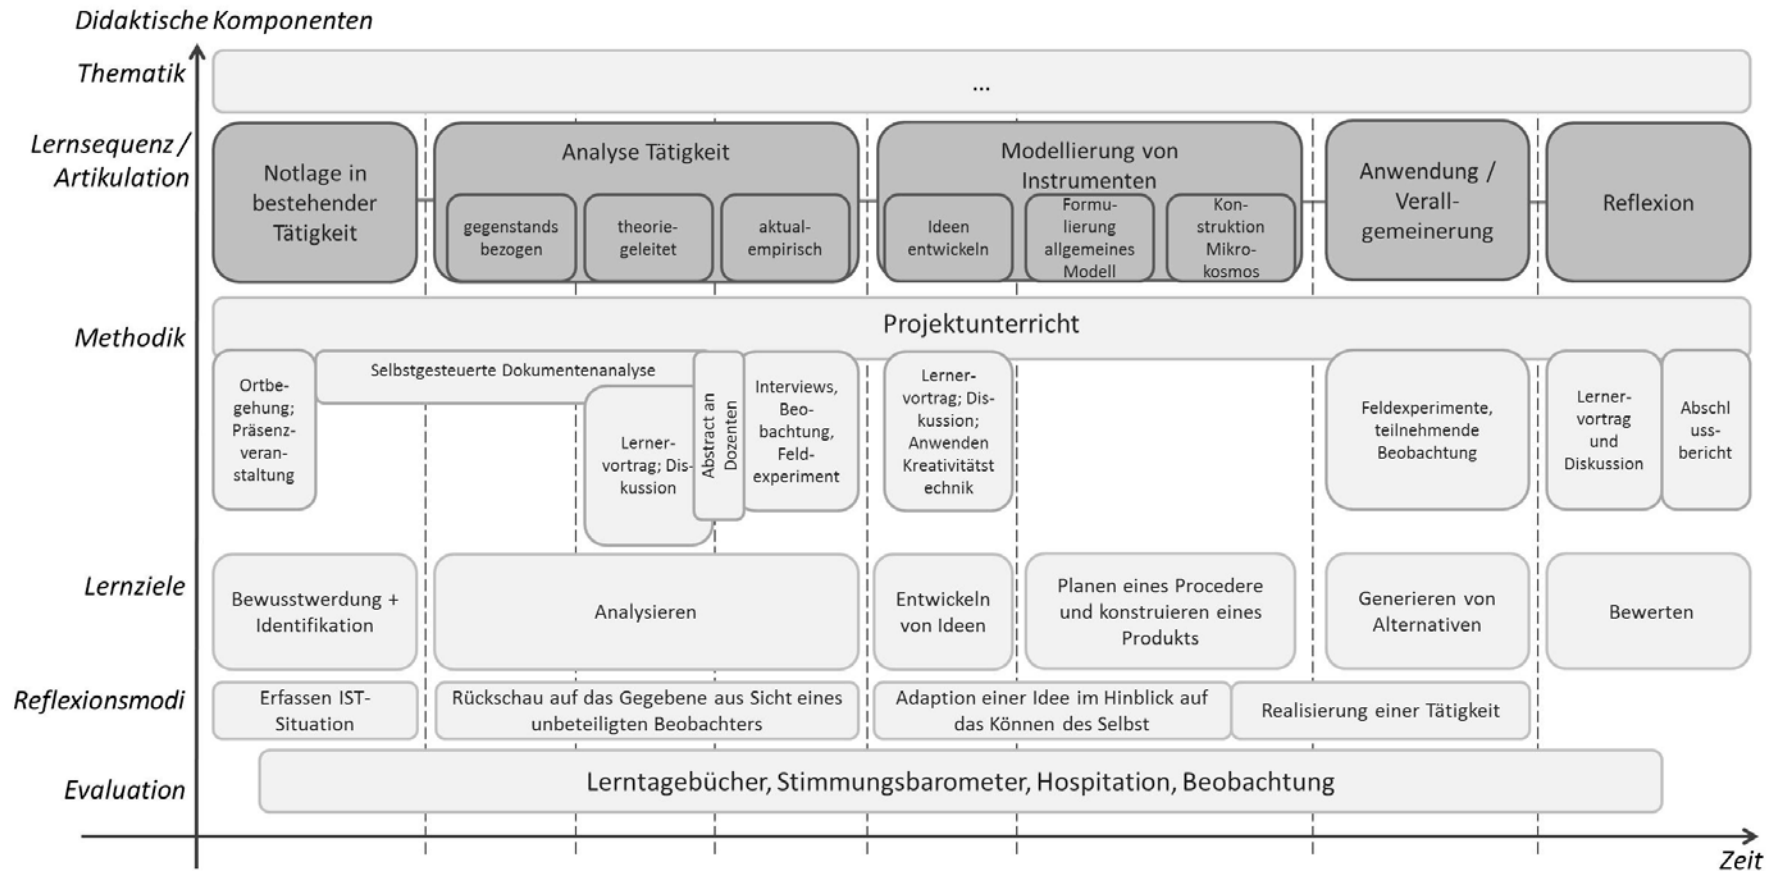 Didaktische Komponenten
Thematik
...
Lernsequenz /
Artikulation
Notlage in
bestehender
Tätigkeit
Analyse Tätigkeit
gegenstands
bezogen
theorie-
geleitet
aktual-
empirisch
Modellierung von
Instrumenten
Ideen
entwickeln
Formu-
lierung
allgemeines
Modell
Kon-
struktion
Mikro-
kosmos
Anwendung /
Verall-
gemeinerung
Reflexion
Methodik
Projektunterricht
Ortbe-
gehung;
Präsenz-
veran-
staltung
Selbstgesteuerte Dokumentenanalyse
Lerner-
vortrag; Dis-
kussion
Abstract an
Dozenten
Interviews,
Beo-
bachtung,
Feld-
experiment
Lerner-
vortrag; Dis-
kussion;
Anwenden
Kreativitätst
echnik
Feldexperimente,
teilnehmende
Beobachtung
Lerner-
vortrag
und
Diskussion
Abschl
uss-
bericht
Lernziele
Bewusstwerdung +
Identifikation
Analysieren
Entwickeln
von Ideen
Planen eines Procedere
und konstruieren eines
Produkts
Generieren von
Alternativen
Bewerten
Reflexionsmodi
Erfassen IST-
Situation
Rückschau auf das Gegebene aus Sicht eines
unbeteiligten Beobachters
Adaption einer Idee im Hinblick auf
das Können des Selbst
Realisierung einer Tätigkeit
Evaluation
Lerntagebücher, Stimmungsbarometer, Hospitation, Beobachtung
Zeit